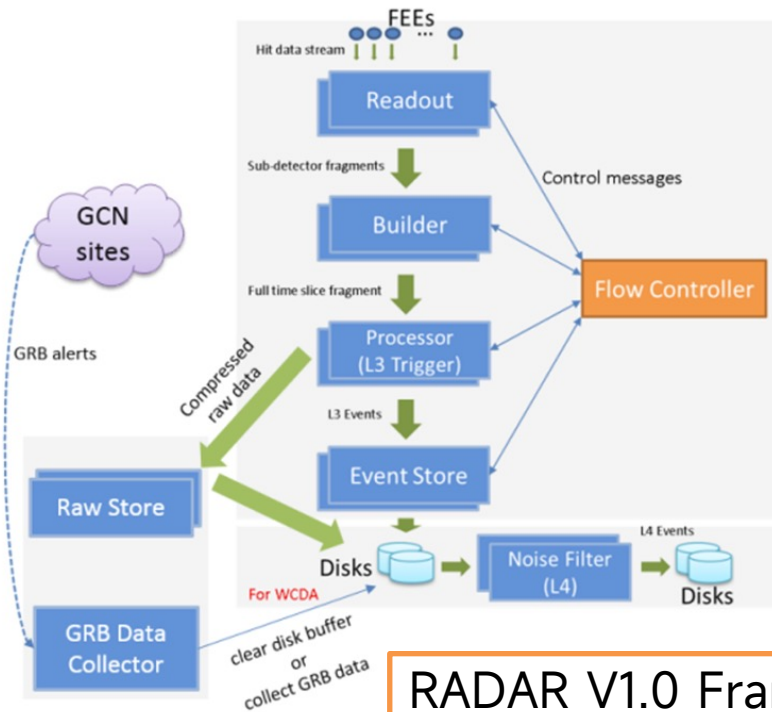 FEEs
...
Hit data stream
Readout
Sub-detector fragments
Control messages
GCN
sites
Builder
Full time slice fragment
Flow Controller
GRB alerts
Processor
(L3 Trigger)
Compressed
raw data
L3 Events
Event Store
Raw Store
L4 Events
Disks
Noise Filter
(L4)
Disks
For WCDA
GRB Data
Collector
clear disk buffer
or
collect GRB data
RADAR V1.0